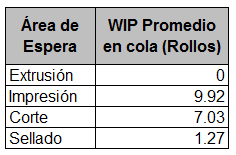 Área de Espera WIP Promedio en cola (Rollos)
Extrusión 0
Impresión 9.92
Corte 7.03
Sellado 1.27